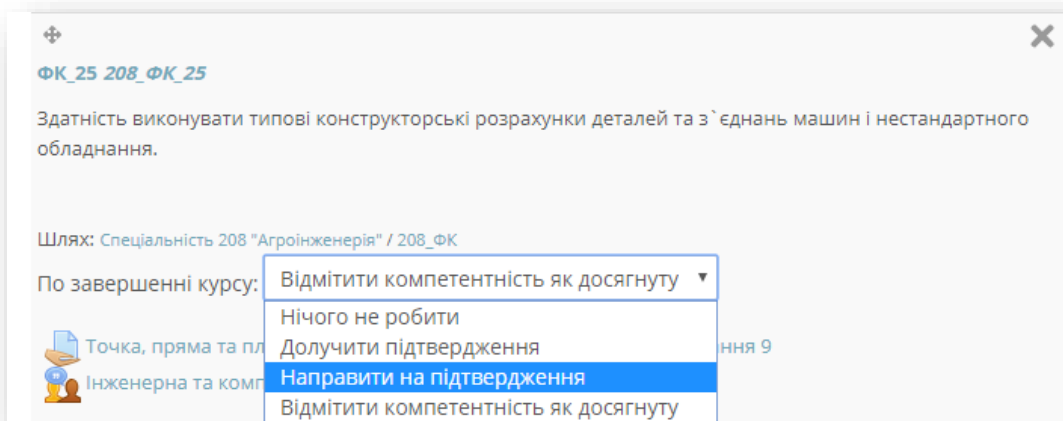 ФК_25 208_ФК_25
Здатність виконувати типові конструкторські розрахунки деталей та з`єднань машин і нестандартного
обладнання.
Шлях: Спеціальність 208 "Агроінженерія" / 208_ФК
По завершенні курсу: Відмітити компетентність як досягнуту
Нічого не робити
Точка, пряма та пл Долучити підтвердження ння 9
Направити на підтвердження
Інженерна та комп
Відмітити компетентність як досягнуту